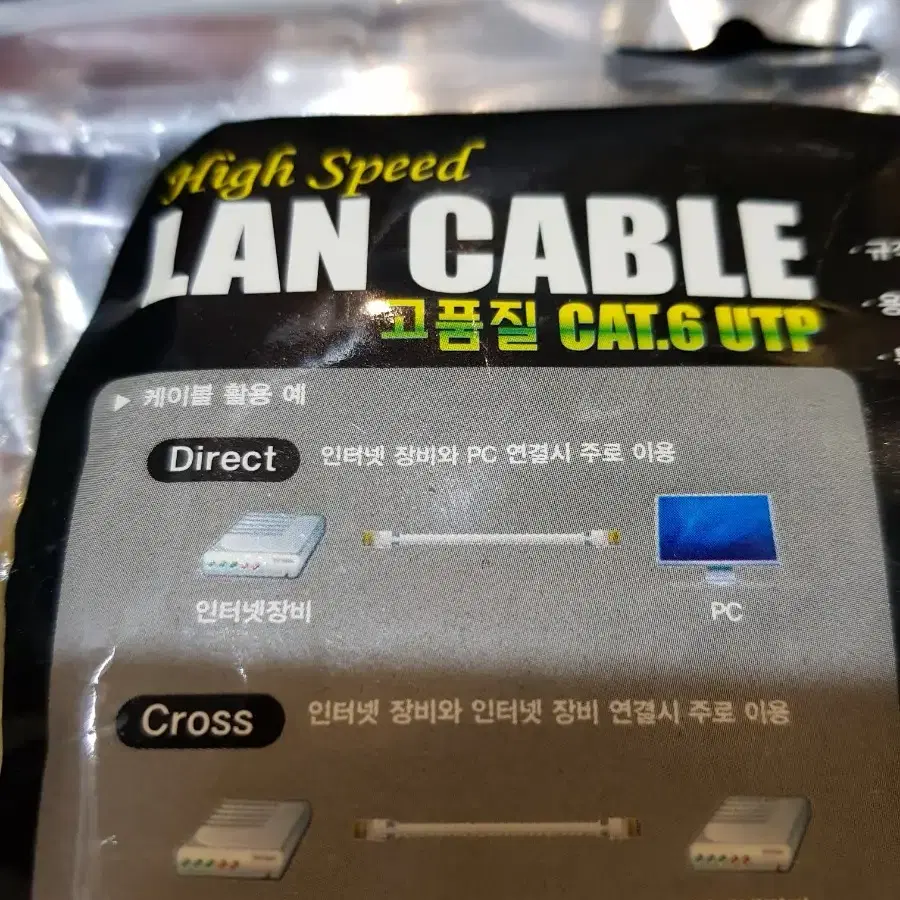 High Speed
LAN CABLE
고품질 CAT.6 UTP
▶ 케이블 활용 예
Direct 인터넷 장비와 PC 연결시 주로 이용
인터넷장비
PC
Cross 인터넷 장비와 인터넷 장비 연결시 주로 이용